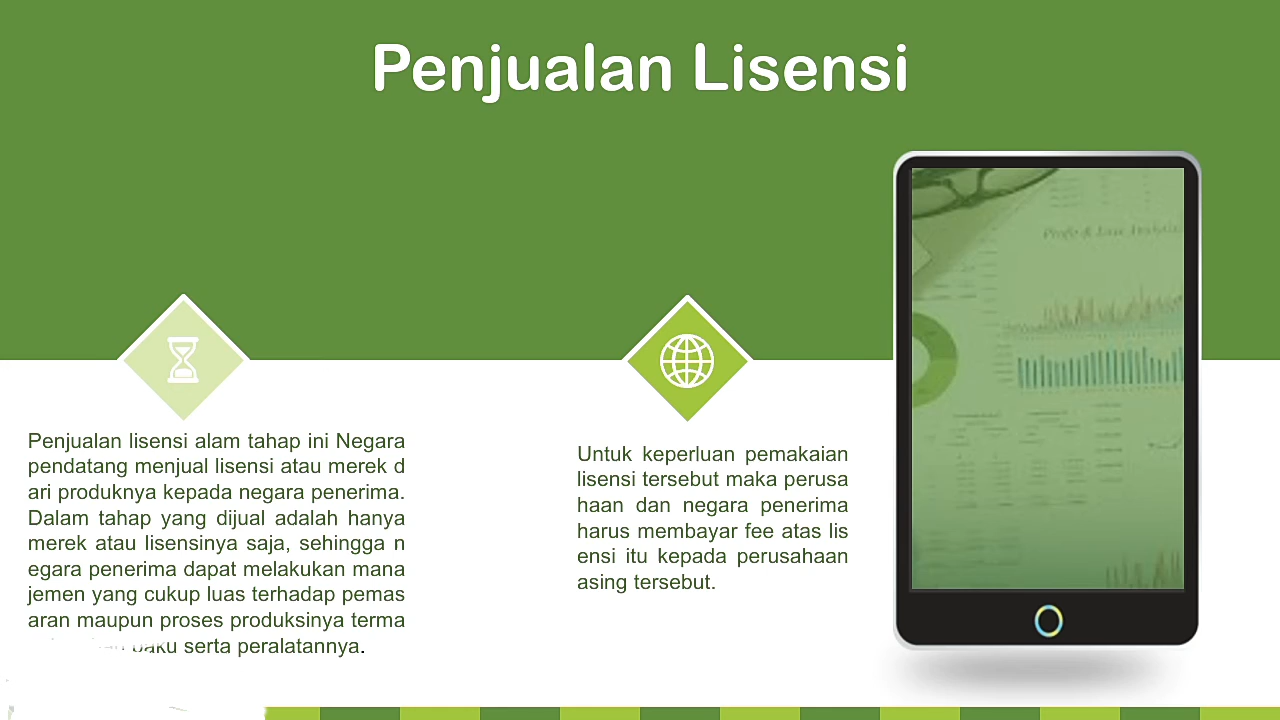 Penjualan Lisensi
Penjualan lisensi alam tahap ini Negara
pendatang menjual lisensi atau merek d
ari produknya kepada negara penerima.
Dalam tahap yang dijual adalah hanya
merek atau lisensinya saja, sehingga n
egara penerima dapat melakukan mana
jemen yang cukup luas terhadap pemas
aran maupun proses produksinya terma
baku serta peralatannya.
Untuk keperluan pemakaian
lisensi tersebut maka perusa
haan dan negara penerima
harus membayar fee atas lis
ensi itu kepada perusahaan
asing tersebut.
Profit & Loss Analytic